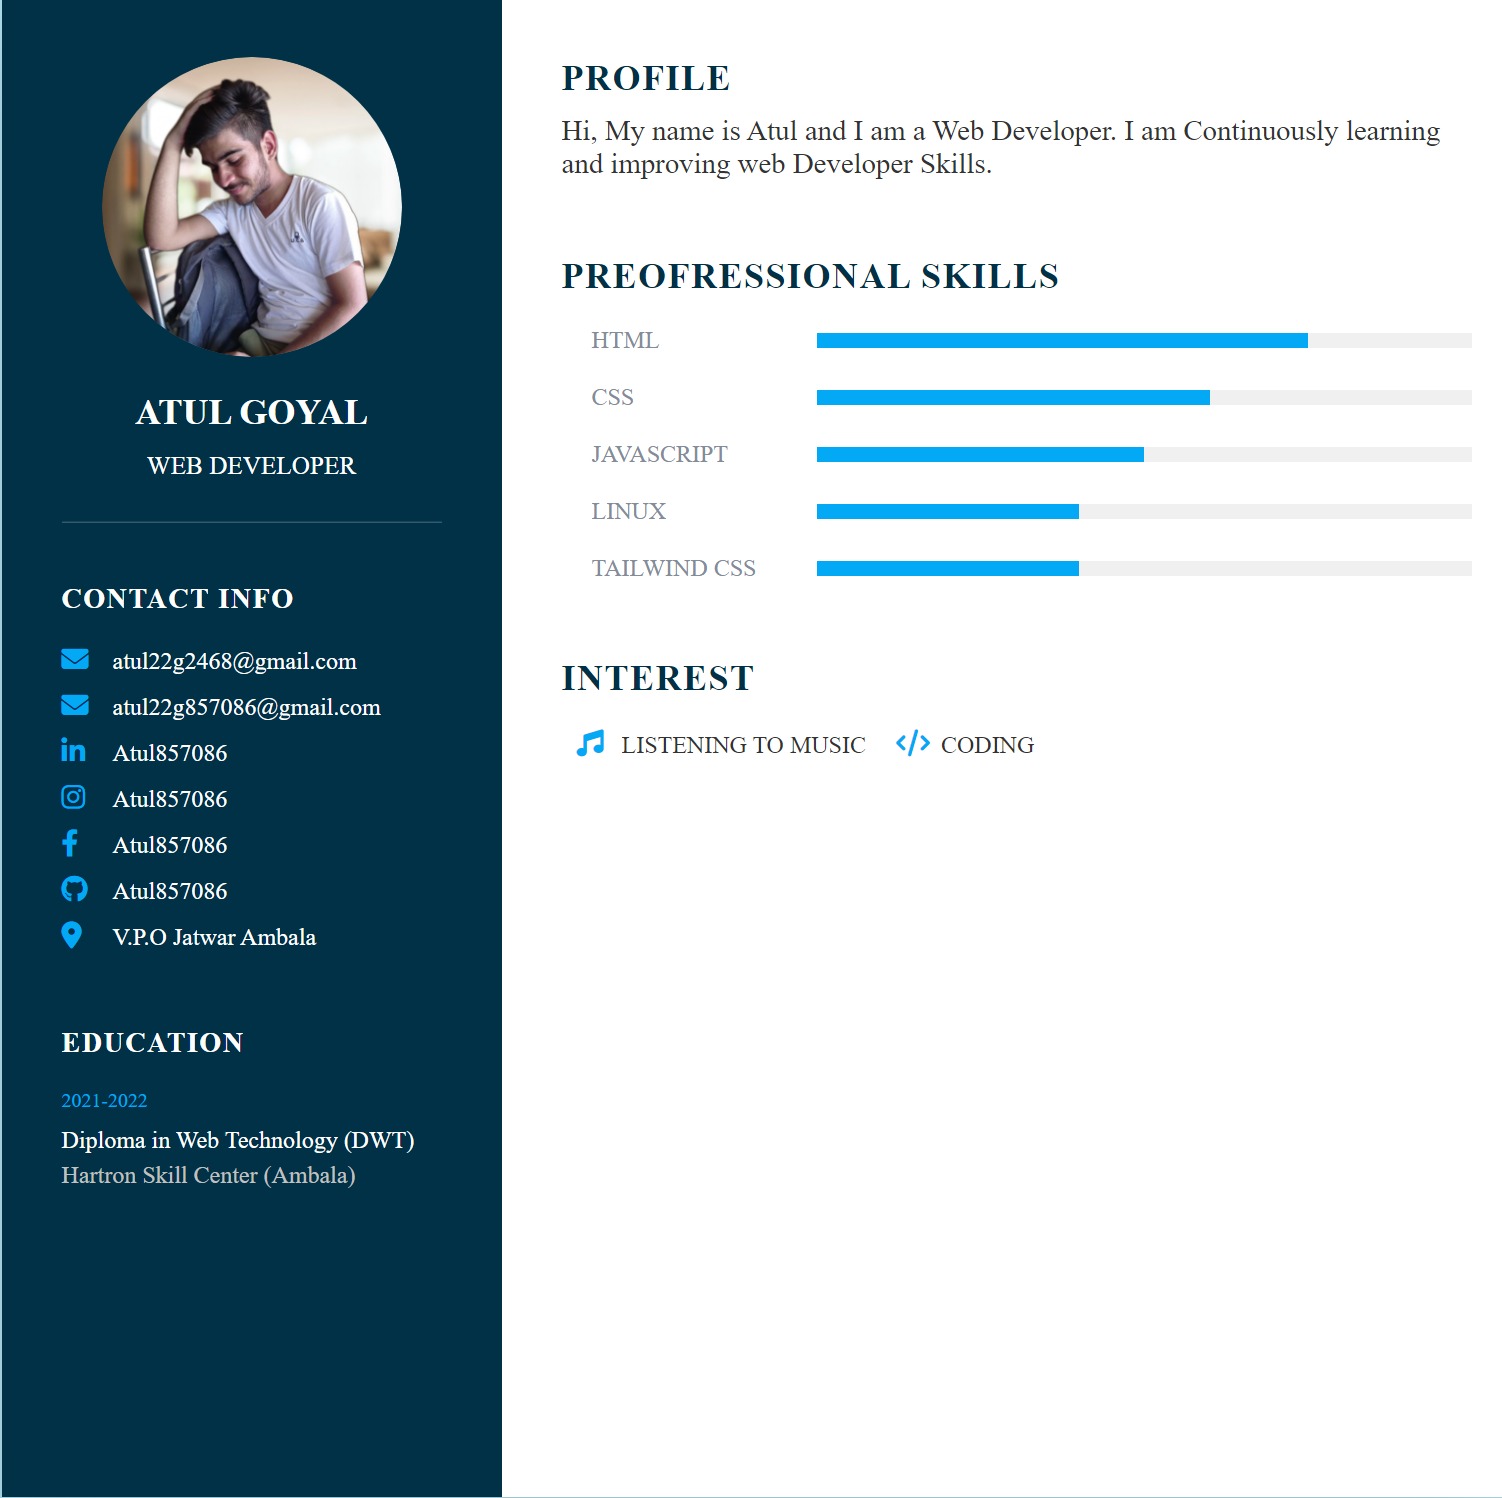 ATUL GOYAL
WEB DEVELOPER
CONTACT INFO
atul22g2468@gmail.com
atul22g857086@gmail.com
Atul857086
Atul857086
Atul857086
Atul857086
V.P.O Jatwar Ambala
EDUCATION
2021-2022
Diploma in Web Technology (DWT)
Hartron Skill Center (Ambala)
PROFILE
Hi, My name is Atul and I am a Web Developer. I am Continuously learning
and improving web Developer Skills.
PREOFRESSIONAL SKILLS
HTML
CSS
JAVASCRIPT
LINUX
TAILWIND CSS
INTEREST
LISTENING TO MUSIC
CODING